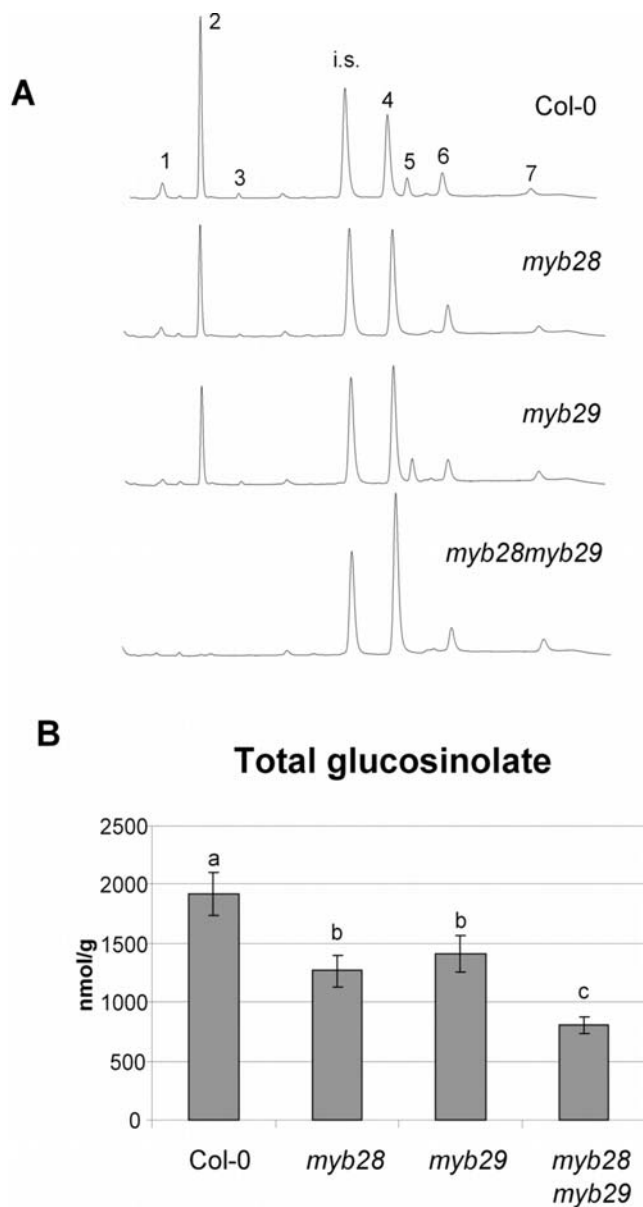 A
1 2 3 i.s. 4 5 6 7
Col-0
myb28
myb29
myb28myb29
B
Total glucosinolate
nmol/g
2500
2000
1500
1000
500
0
a
b
b
c
Col-0 myb28 myb29 myb28
myb29